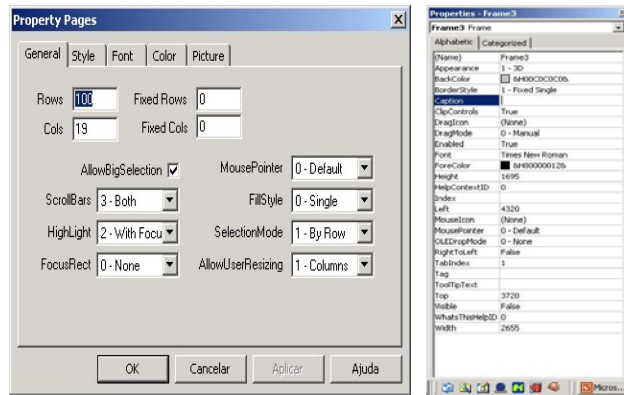 Property Pages
General Style Font Color Picture
Rows 100 Fixed Rows 0
Cols 19 Fixed Cols 0
AllowBigSelection MousePointer 0 - Default
ScrollBars 3 - Both FillStyle 0 - Single
HighLight 2 - With Focu SelectionMode 1 - By Row
FocusRect 0 - None AllowUserResizing 1 - Columns
OK Cancelar Aplicar Ajuda
Properties - Frame3
Frame3 Frame
Alphabetic Categorized
(Name) Frame3
Appearance 1 - 3D
BackColor &H00C0C0C0&
BorderStyle 1 - Fixed Single
Caption
ClipControls True
DragIcon (None)
DragMode 0 - Manual
Enabled True
Font Times New Roman
ForeColor &H80000012&
Height 1695
HelpContextID 0
Index
Left 4320
MouseIcon (None)
MousePointer 0 - Default
OLEDropMode 0 - None
RightToLeft False
TabIndex 1
Tag
ToolTipText
Top 3720
Visible False
WhatsThisHelpID 0
Width 2655
Micros...